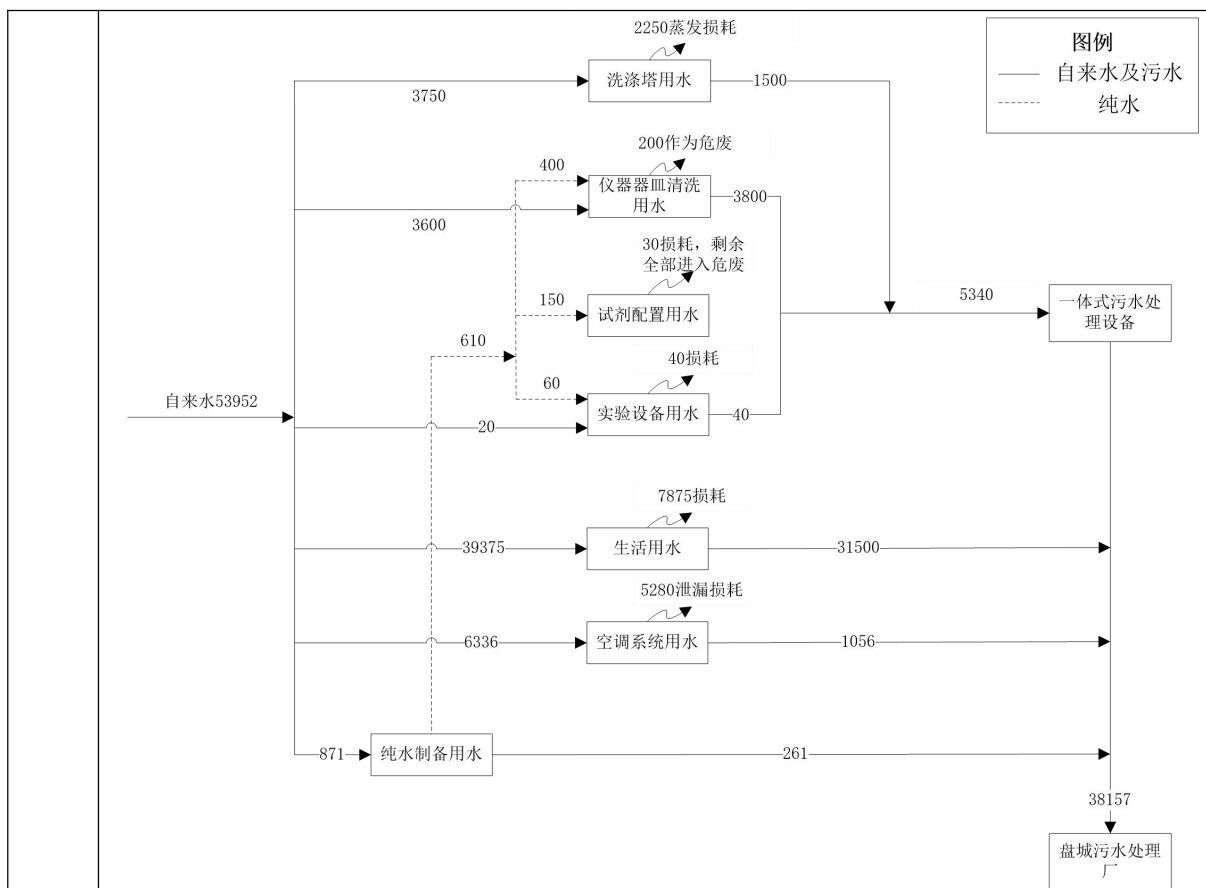 2250蒸发损耗
图例
洗涤塔用水
自来水及污水
3750
1500
纯水
200作为危废
400
仪器器皿清洗
用水
3800
3600
30损耗，剩余
全部进入危废
150
试剂配置用水
5340
一体式污水处
理设备
610
40损耗
60
自来水53952
实验设备用水
40
20
7875损耗
39375
生活用水
31500
5280泄漏损耗
6336
空调系统用水
1056
871
纯水制备用水
261
38157
盘城污水处理
厂